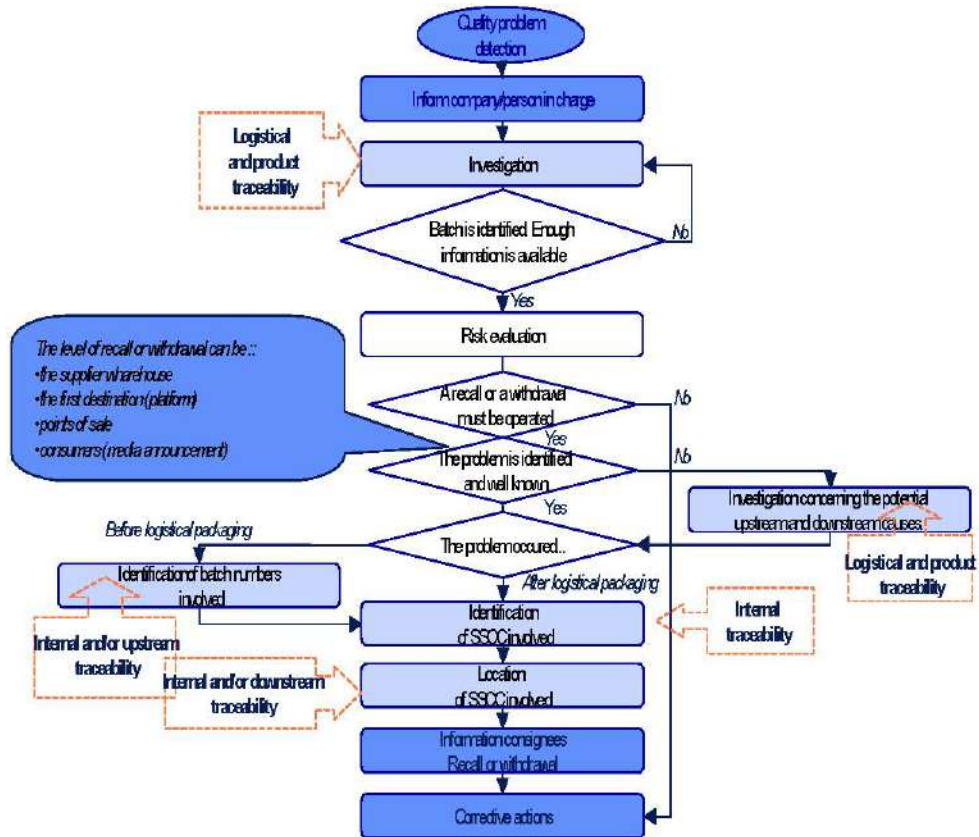 Quality problem
detection
Inform company/person in charge
Logistical
and product
traceability
Investigation
Batch is identified. Enough
information is available
No
Yes
Risk evaluation
The level of recall or withdrawal can be ::
•the supplier wharehouse
•the first destination (platform)
•points of sale
•consumers (media announcement)
A recall or a withdrawal
must be operated
No
Yes
The problem is identified
and well known
No
Yes
Investigation concerning the potential
upstream and downstream causes.
Before logistical packaging
The problem occured...
Logistical and product
traceability
After logistical packaging
Identification of batch numbers
involved
Identification
of SSCC involved
Internal
traceability
Internal and/or upstream
traceability
Internal and/or downstream
traceability
Location
of SSCC involved
Information consignees
Recall or withdrawal
Corrective actions